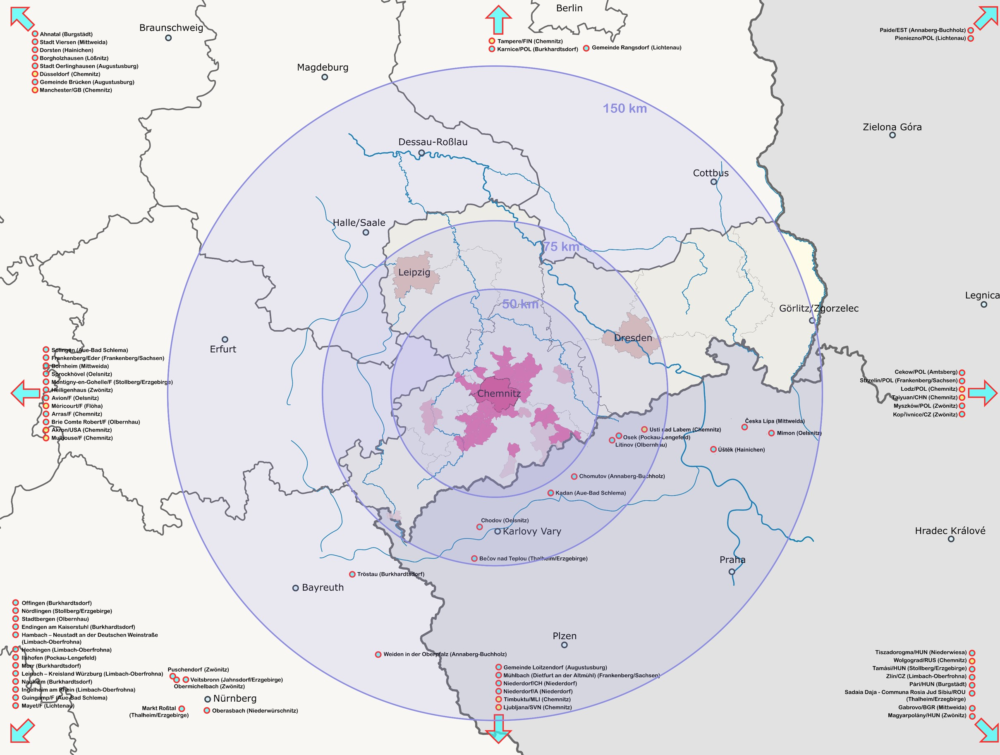 Berlin
Braunschweig
Ahnatal (Burgstädt)
Stadt Viersen (Mittweida)
Dorsten (Hainichen)
Borgholzhausen (Lößnitz)
Stadt Oerlinghausen (Augustusburg)
Düsseldorf (Chemnitz)
Gemeinde Brücken (Augustusburg)
Manchester/GB (Chemnitz)
Tampere/FIN (Chemnitz)
Karnice/POL (Burkhardtsdorf)
Gemeinde Rangsdorf (Lichtenau)
Paide/EST (Annaberg-Buchholz)
Pieniezno/POL (Lichtenau)
Magdeburg
150 km
Zielona Góra
Dessau-Roßlau
Cottbus
Halle/Saale
75 km
Leipzig
50 km
Legnica
Görlitz/Zgorzelec
Dresden
Erfurt
Solingen (Aue-Bad Schlema)
Frankenberg/Eder (Frankenberg/Sachsen)
Bornheim (Mittweida)
Sprockhövel (Oelsnitz)
Montigny-en-Gohelle/F (Stollberg/Erzgebirge)
Heiligenhaus (Zwönitz)
Avion/F (Oelsnitz)
Méricourt/F (Flöha)
Arras/F (Chemnitz)
Brie Comte Robert/F (Olbernhau)
Akron/USA (Chemnitz)
Mulhouse/F (Chemnitz)
Chemnitz
Cekow/POL (Amtsberg)
Strzelin/POL (Frankenberg/Sachsen)
Lodz/POL (Chemnitz)
Taiyuan/CHN (Chemnitz)
Myszków/POL (Zwönitz)
Kopřivnice/CZ (Zwönitz)
Česka Lípa (Mittweida)
Usti nad Labem (Chemnitz)
Mimon (Oelsnitz)
Osek (Pockau-Lengefeld)
Litinov (Olbernhau)
Úštěk (Hainichen)
Chomutov (Annaberg-Buchholz)
Kadan (Aue-Bad Schlema)
Chodov (Oelsnitz)
Karlovy Vary
Hradec Králové
Bečov nad Teplou (Thalheim/Erzgebirge)
Praha
Tröstau (Burkhardtsdorf)
Bayreuth
Offingen (Burkhardtsdorf)
Nördlingen (Stollberg/Erzgebirge)
Stadtbergen (Olbernhau)
Endingen am Kaiserstuhl (Burkhardtsdorf)
Hambach – Neustadt an der Deutschen Weinstraße
(Limbach-Oberfrohna)
Hechingen (Limbach-Oberfrohna)
Ilshofen (Pockau-Lengefeld)
Murr (Burkhardtsdorf)
Leinach – Kreisland Würzburg (Limbach-Oberfrohna)
Nauheim (Burkhardtsdorf)
Ingelheim am Rhein (Limbach-Oberfrohna)
Guingamp/F (Aue-Bad Schlema)
Mayet/F (Lichtenau)
Puschendorf (Zwönitz)
Veitsbronn (Jahnsdorf/Erzgebirge)
Obermichelbach (Zwönitz)
Nürnberg
Markt Roßtal
(Thalheim/Erzgebirge)
Oberasbach (Niederwürschnitz)
Plzen
Weiden in der Oberpfalz (Annaberg-Buchholz)
Gemeinde Loitzendorf (Augustusburg)
Mühlbach (Dietfurt an der Altmühl) (Frankenberg/Sachsen)
Niederdorf/CH (Niederdorf)
Niederdorf/A (Niederdorf)
Timbuktu/MLI (Chemnitz)
Ljubljana/SVN (Chemnitz)
Tiszadorogma/HUN (Niederwiesa)
Wolgograd/RUS (Chemnitz)
Tamási/HUN (Stollberg/Erzgebirge)
Zlín/CZ (Limbach-Oberfrohna)
Pári/HUN (Burgstädt)
Sadaia Daja - Communa Rosia Jud Sibiu/ROU
(Thalheim/Erzegbirge)
Gabrovo/BGR (Mittweida)
Magyarpolány/HUN (Zwönitz)